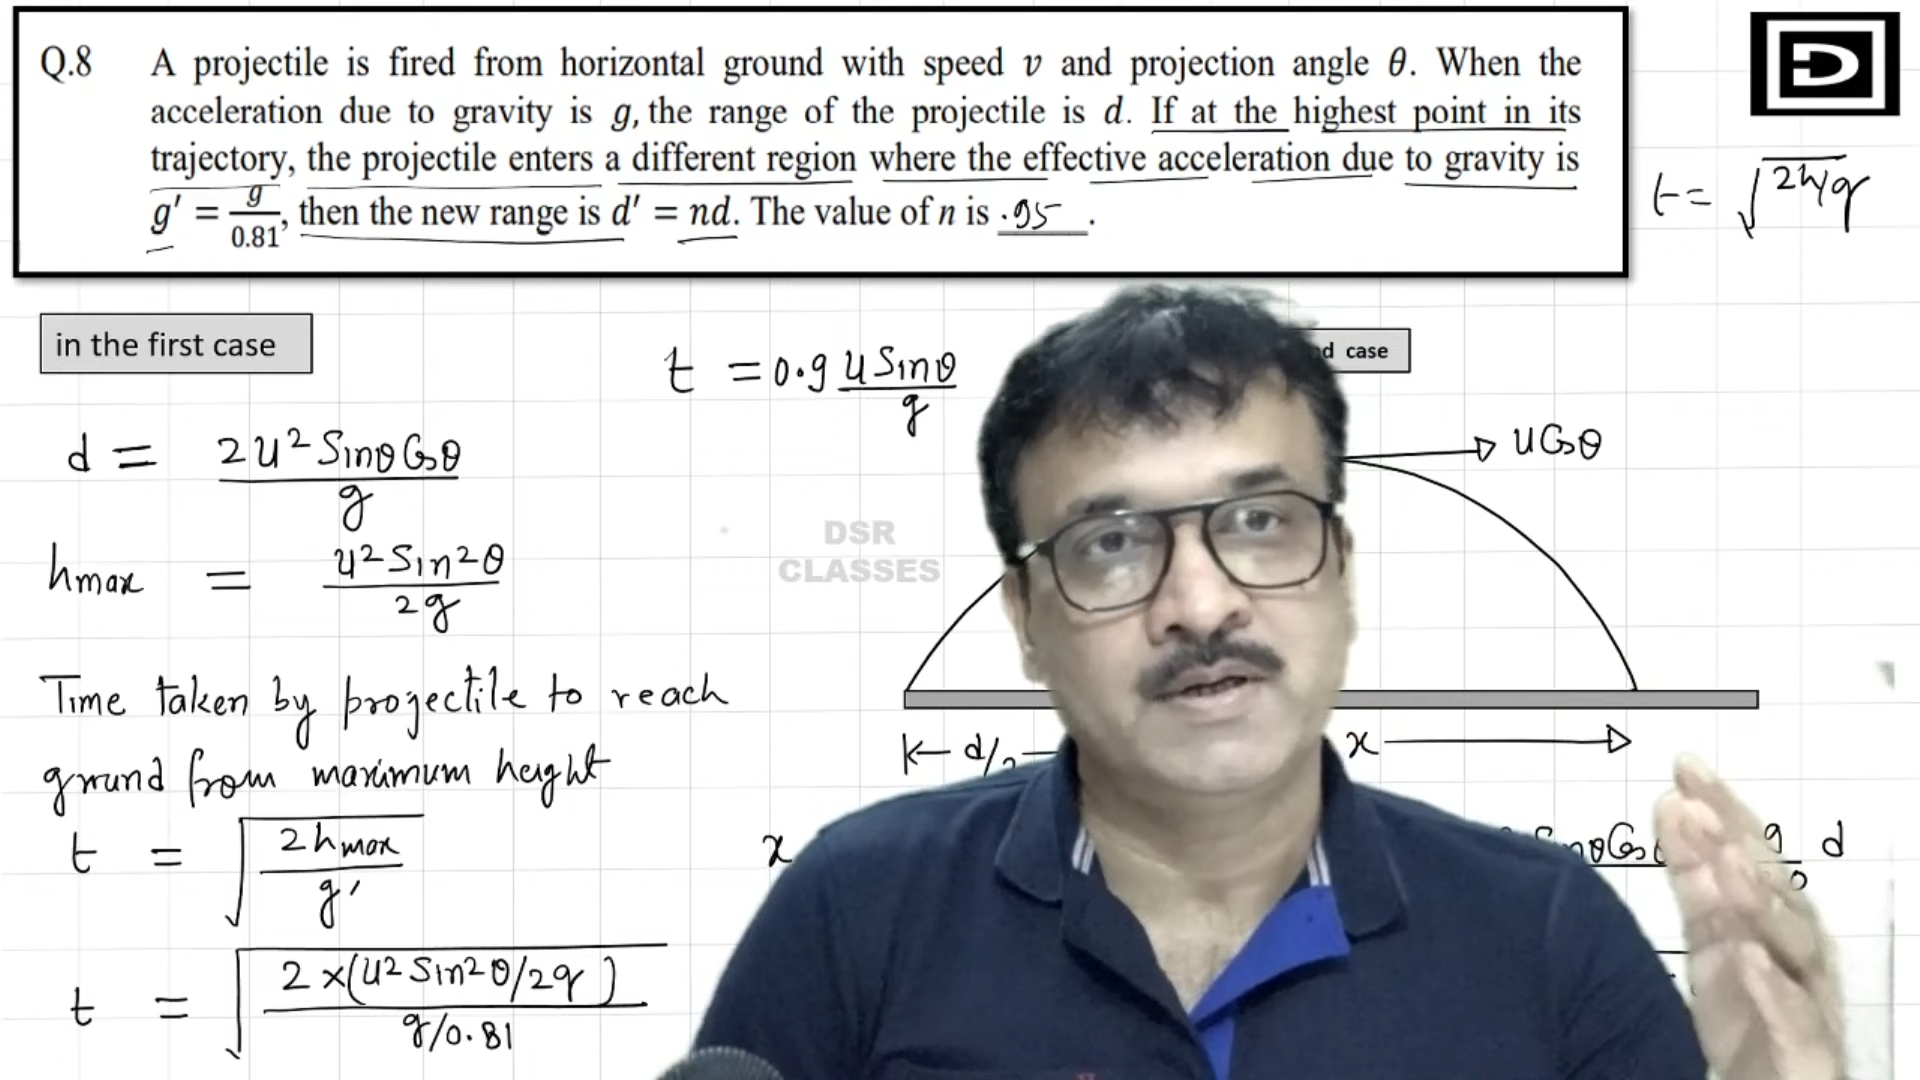 Q.8 A projectile is fired from horizontal ground with speed v and projection angle θ. When the
acceleration due to gravity is g, the range of the projectile is d. If at the highest point in its
trajectory, the projectile enters a different region where the effective acceleration due to gravity is
g′ = g/0.81, then the new range is d′ = nd. The value of n is .95 .
t = √2h/g
in the first case
d case
t = 0.9 u Sinθ/g
u Cosθ
d = 2u² Sinθ Cosθ/g
DSR
CLASSES
hmax = u² Sin²θ/2g
Time taken by projectile to reach
ground from maximum height
d/2
x
t = √2hmax/g′
x
d
t = √2×(u² Sin²θ/2g)/g/0.81